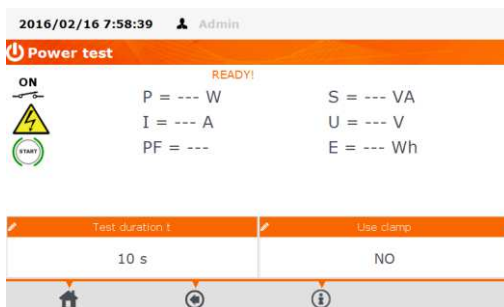 2016/02/16 7:58:39 Admin
Power test
READY!
ON
P = --- W
S = --- VA
I = --- A
U = --- V
START
PF = ---
E = --- Wh
Test duration t
Use clamp
10 s
NO